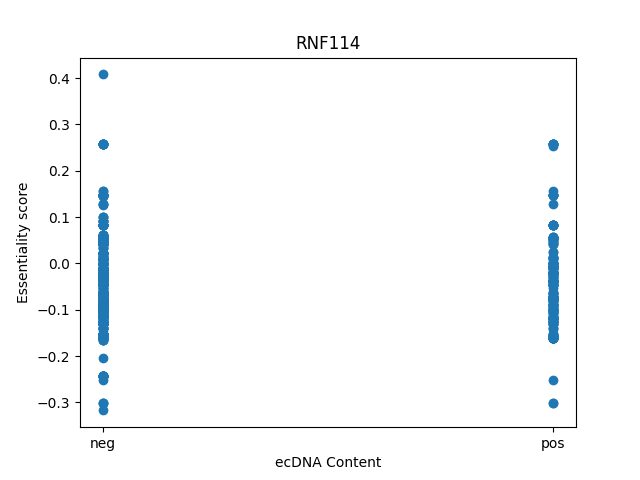 RNF114
Essentiality score
0.4
0.3
0.2
0.1
0.0
−0.1
−0.2
−0.3
neg
pos
ecDNA Content